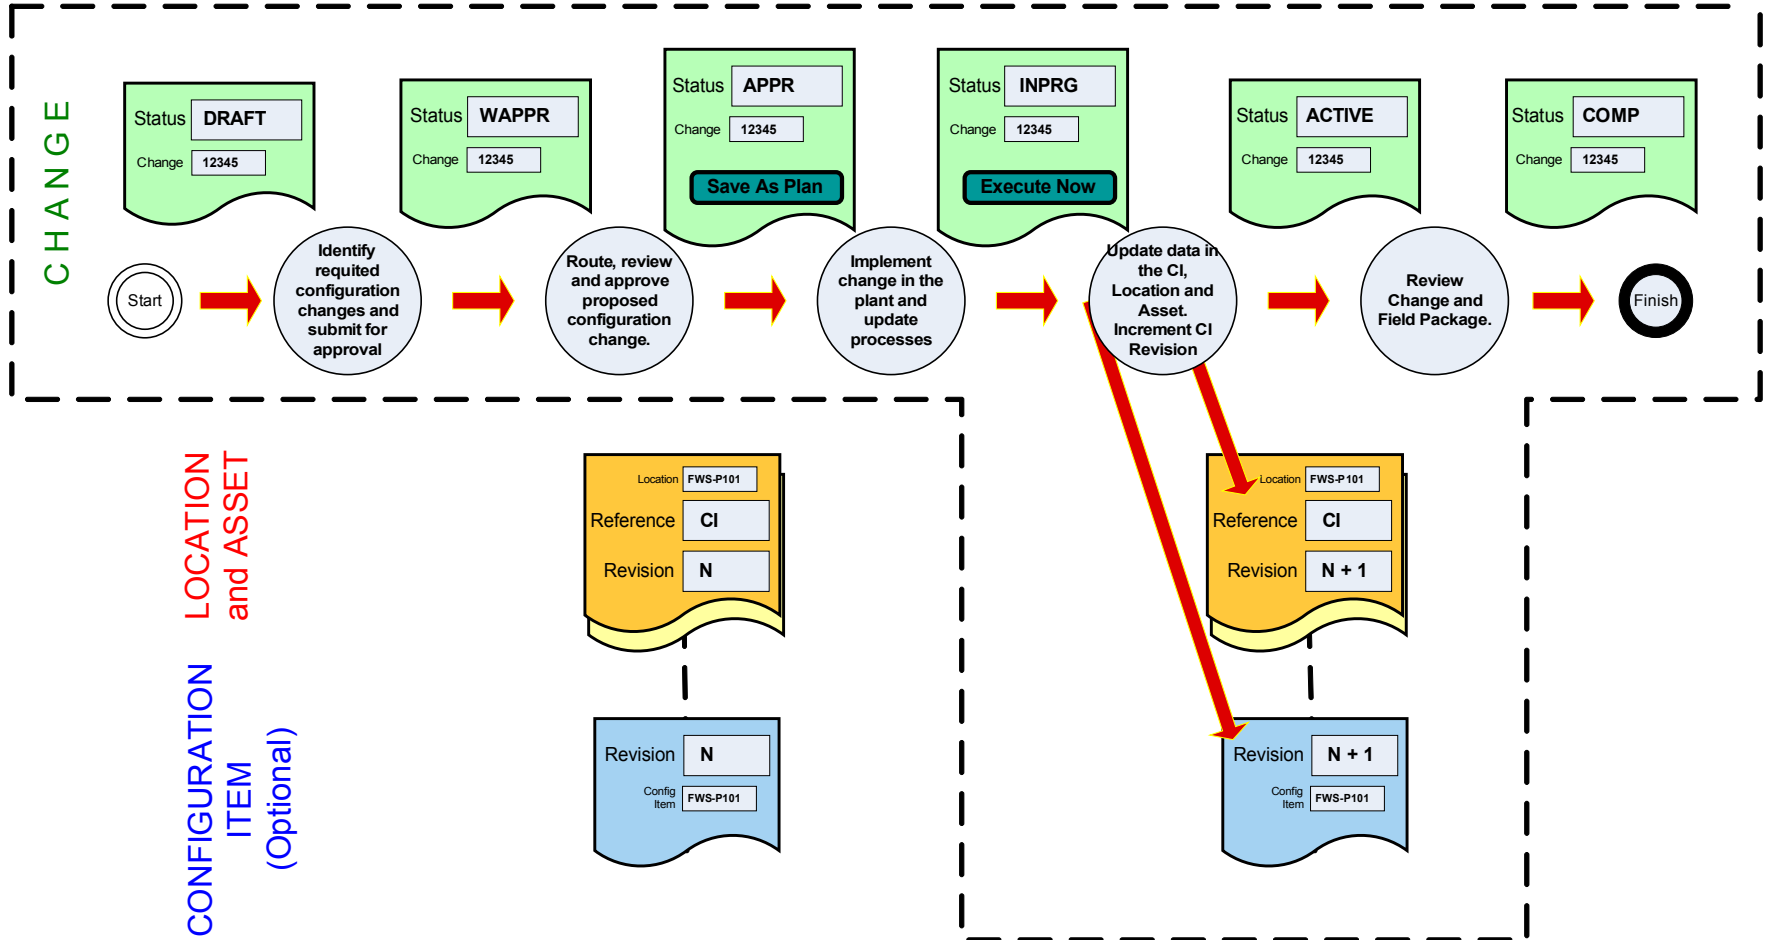 CHANGE
Status DRAFT
Change 12345
Status WAPPR
Change 12345
Status APPR
Change 12345
Save As Plan
Status INPRG
Change 12345
Execute Now
Status ACTIVE
Change 12345
Status COMP
Change 12345
Start
Identify
requited
configuration
changes and
submit for
approval
Route, review
and approve
proposed
configuration
change.
Implement
change in the
plant and
update
processes
Update data in
the CI,
Location and
Asset.
Increment CI
Revision
Review
Change and
Field Package.
Finish
LOCATION
and ASSET
Location FWS-P101
Reference CI
Revision N
Location FWS-P101
Reference CI
Revision N + 1
CONFIGURATION
ITEM
(Optional)
Revision N
Config
Item FWS-P101
Revision N + 1
Config
Item FWS-P101